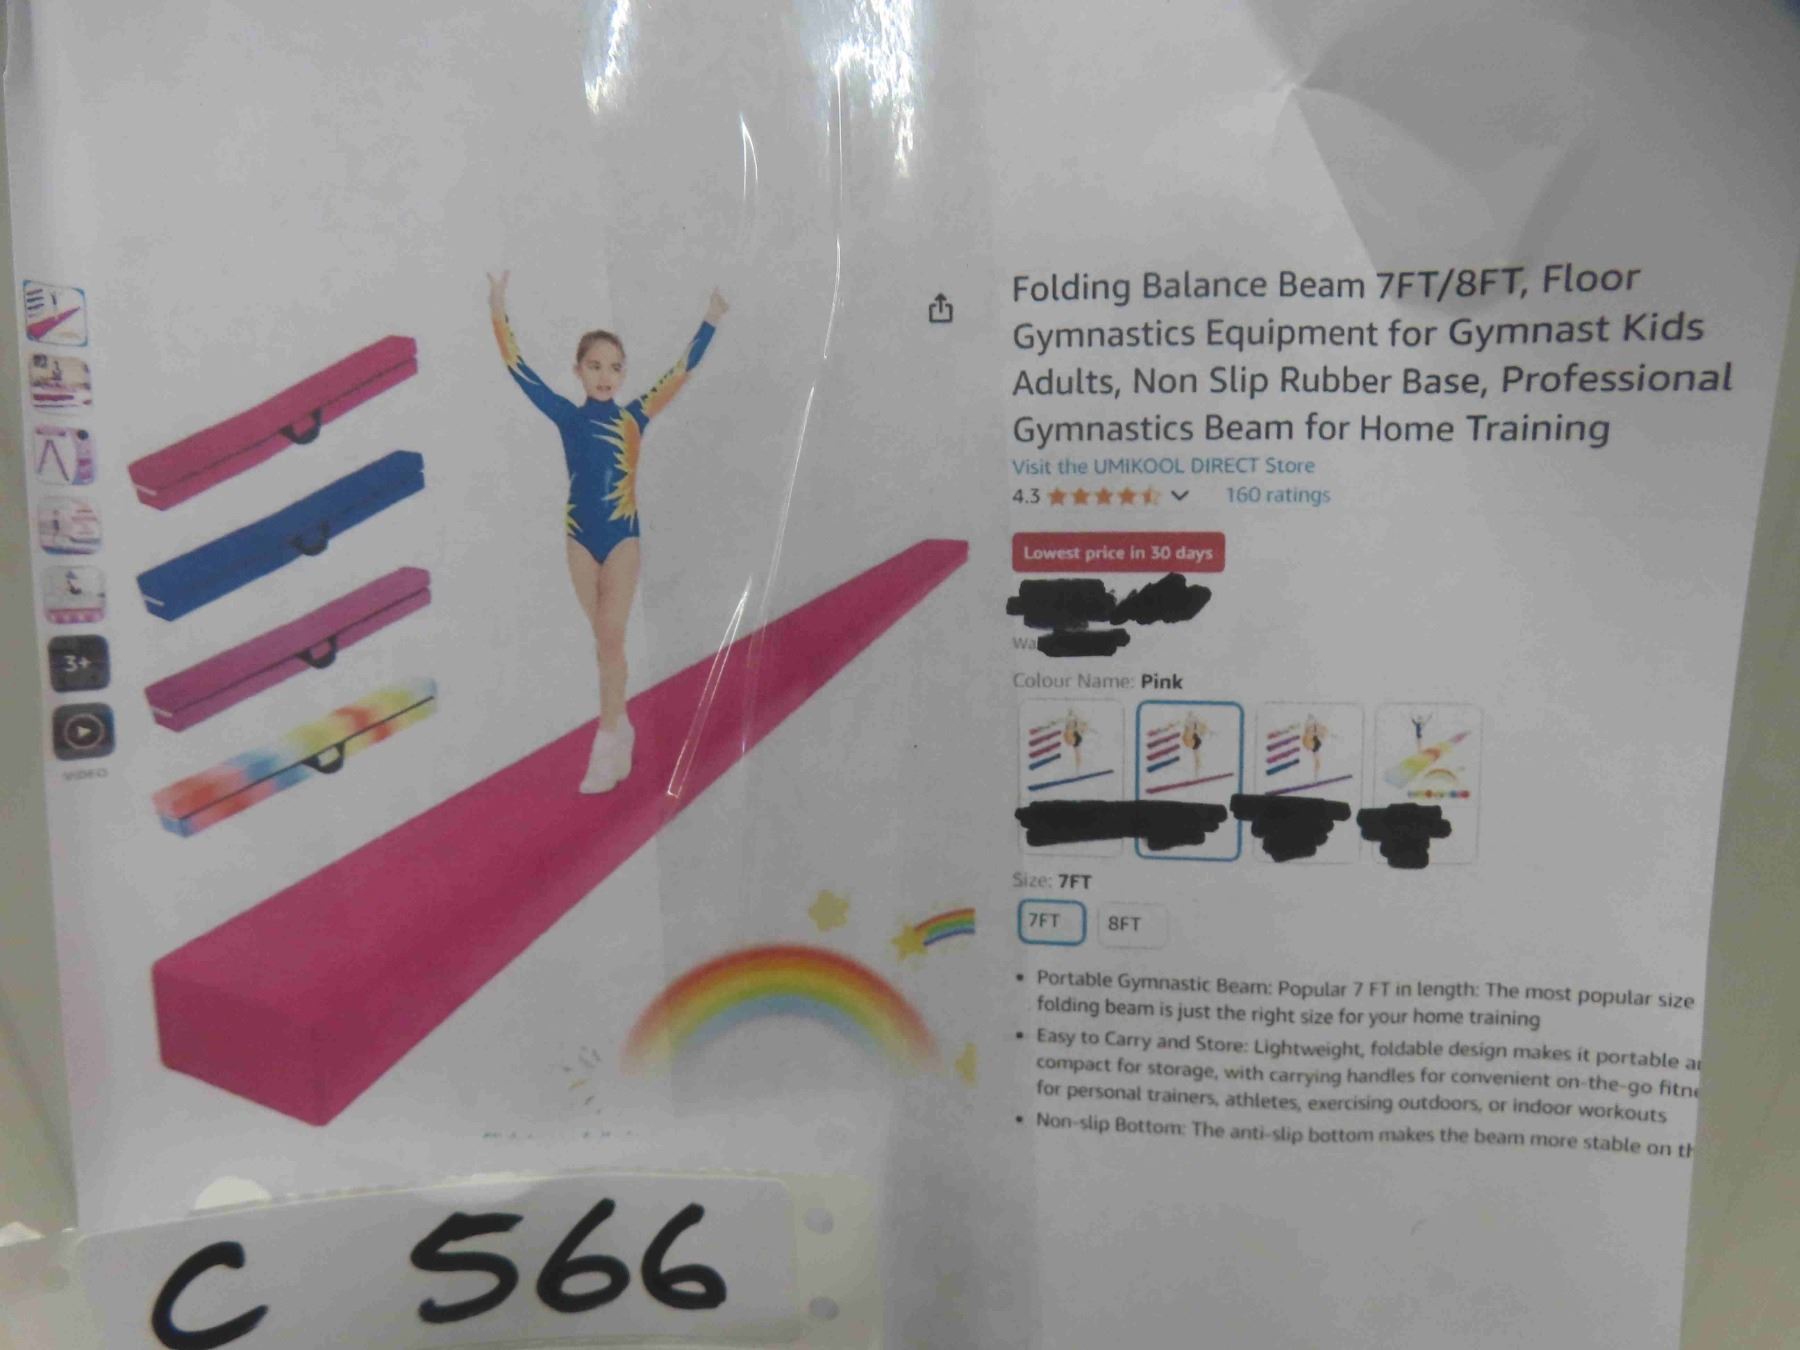 Folding Balance Beam 7FT/8FT, Floor
Gymnastics Equipment for Gymnast Kids
Adults, Non Slip Rubber Base, Professional
Gymnastics Beam for Home Training
Visit the UMIKOOL DIRECT Store
4.3 160 ratings
Lowest price in 30 days
Wa
Colour Name: Pink
Size: 7FT
7FT 8FT
• Portable Gymnastic Beam: Popular 7 FT in length: The most popular size
folding beam is just the right size for your home training
• Easy to Carry and Store: Lightweight, foldable design makes it portable a
compact for storage, with carrying handles for convenient on-the-go fitne
for personal trainers, athletes, exercising outdoors, or indoor workouts
• Non-slip Bottom: The anti-slip bottom makes the beam more stable on th
3+
VIDEO
C 566